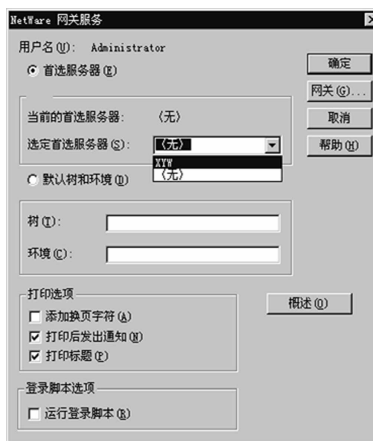 NetWare 网关服务
用户名(U): Administrator
首选服务器(E)
当前的首选服务器: 〈无〉
选定首选服务器(S): 〈无〉
XYW
〈无〉
默认树和环境(D)
树(T):
环境(C):
打印选项
添加换页字符(A)
打印后发出通知(N)
打印标题(P)
登录脚本选项
运行登录脚本(R)
确定
网关(G)...
取消
帮助(H)
概述(O)